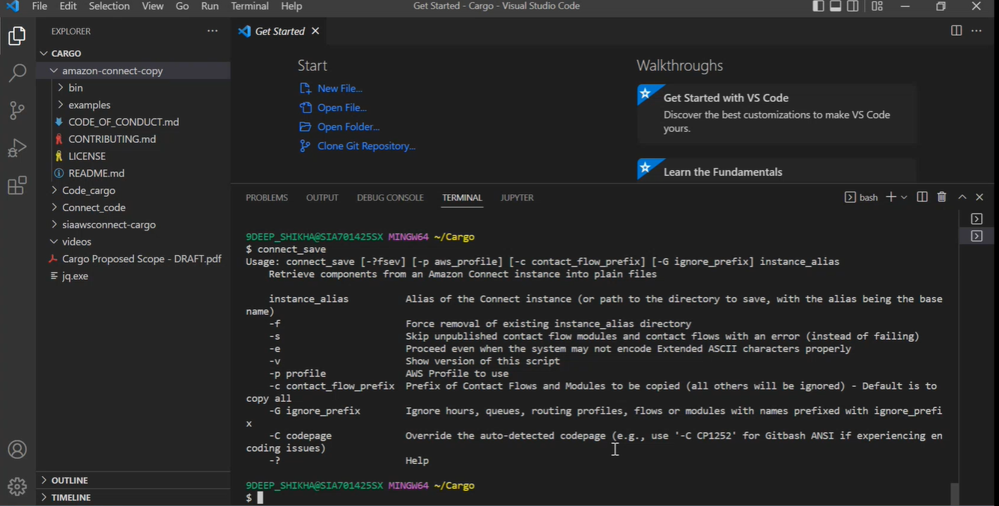 File Edit Selection View Go Run Terminal Help
Get Started - Cargo - Visual Studio Code
EXPLORER
CARGO
amazon-connect-copy
bin
examples
CODE_OF_CONDUCT.md
CONTRIBUTING.md
LICENSE
README.md
Code_cargo
Connect_code
siaawsconnect-cargo
videos
Cargo Proposed Scope - DRAFT.pdf
jq.exe
OUTLINE
TIMELINE
Get Started
Start
New File...
Open File...
Open Folder...
Clone Git Repository...
Walkthroughs
Get Started with VS Code
Discover the best customizations to make VS Code
yours.
Learn the Fundamentals
PROBLEMS OUTPUT DEBUG CONSOLE TERMINAL JUPYTER
bash
9DEEP_SHIKHA@SIA701425SX MINGW64 ~/Cargo
$ connect_save
Usage: connect_save [-?fsev] [-p aws_profile] [-c contact_flow_prefix] [-G ignore_prefix] instance_alias
Retrieve components from an Amazon Connect instance into plain files
instance_alias Alias of the Connect instance (or path to the directory to save, with the alias being the base
name)
-f Force removal of existing instance_alias directory
-s Skip unpublished contact flow modules and contact flows with an error (instead of failing)
-e Proceed even when the system may not encode Extended ASCII characters properly
-v Show version of this script
-p profile AWS Profile to use
-c contact_flow_prefix Prefix of Contact Flows and Modules to be copied (all others will be ignored) - Default is to
copy all
-G ignore_prefix Ignore hours, queues, routing profiles, flows or modules with names prefixed with ignore_prefi
x
-C codepage Override the auto-detected codepage (e.g., use '-C CP1252' for Gitbash ANSI if experiencing en
coding issues)
-? Help
9DEEP_SHIKHA@SIA701425SX MINGW64 ~/Cargo
$